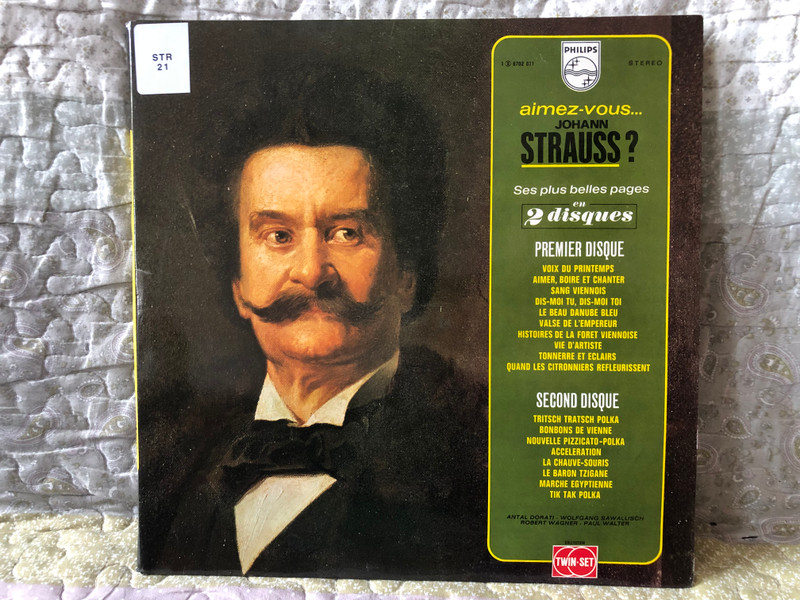 STR
21
PHILIPS
STEREO
aimez-vous...
JOHANN
STRAUSS ?
Ses plus belles pages
en
2 disques
PREMIER DISQUE
VOIX DU PRINTEMPS
AIMER, BOIRE ET CHANTER
SANG VIENNOIS
DIS-MOI TU, DIS-MOI TOI
LE BEAU DANUBE BLEU
VALSE DE L'EMPEREUR
HISTOIRES DE LA FORET VIENNOISE
VIE D'ARTISTE
TONNERRE ET ECLAIRS
QUAND LES CITRONNIERS REFLEURISSENT
SECOND DISQUE
TRITSCH TRATSCH POLKA
BONBONS DE VIENNE
NOUVELLE PIZZICATO-POLKA
ACCELERATION
LA CHAUVE-SOURIS
LE BARON TZIGANE
MARCHE EGYPTIENNE
TIK TAK POLKA
ANTAL DORATI - WOLFGANG SAWALLISCH
ROBERT WAGNER - PAUL WALTER
TWIN-SET